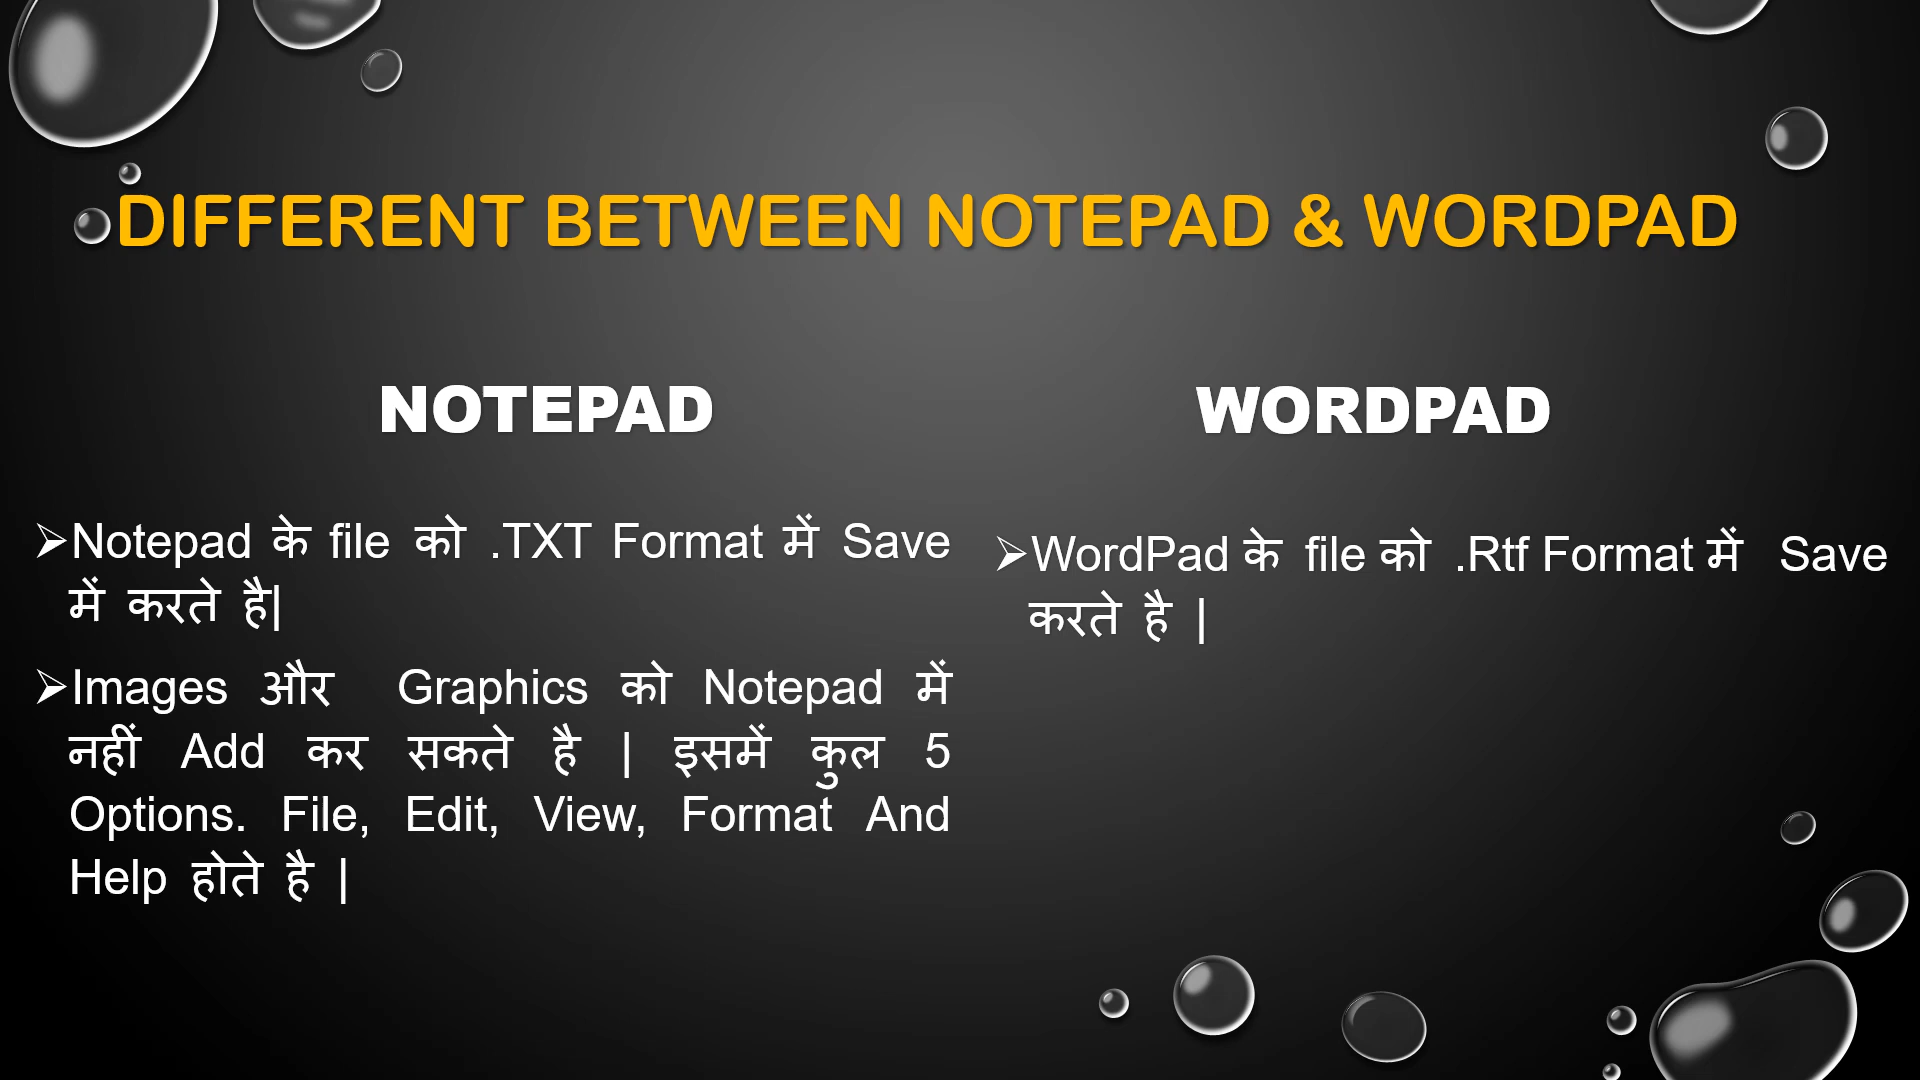 DIFFERENT BETWEEN NOTEPAD & WORDPAD
NOTEPAD
➢Notepad के file को .TXT Format में Save
में करते है|
➢Images और Graphics को Notepad में
नहीं Add कर सकते है | इसमें कुल 5
Options. File, Edit, View, Format And
Help होते है |
WORDPAD
➢WordPad के file को .Rtf Format में Save
करते है |